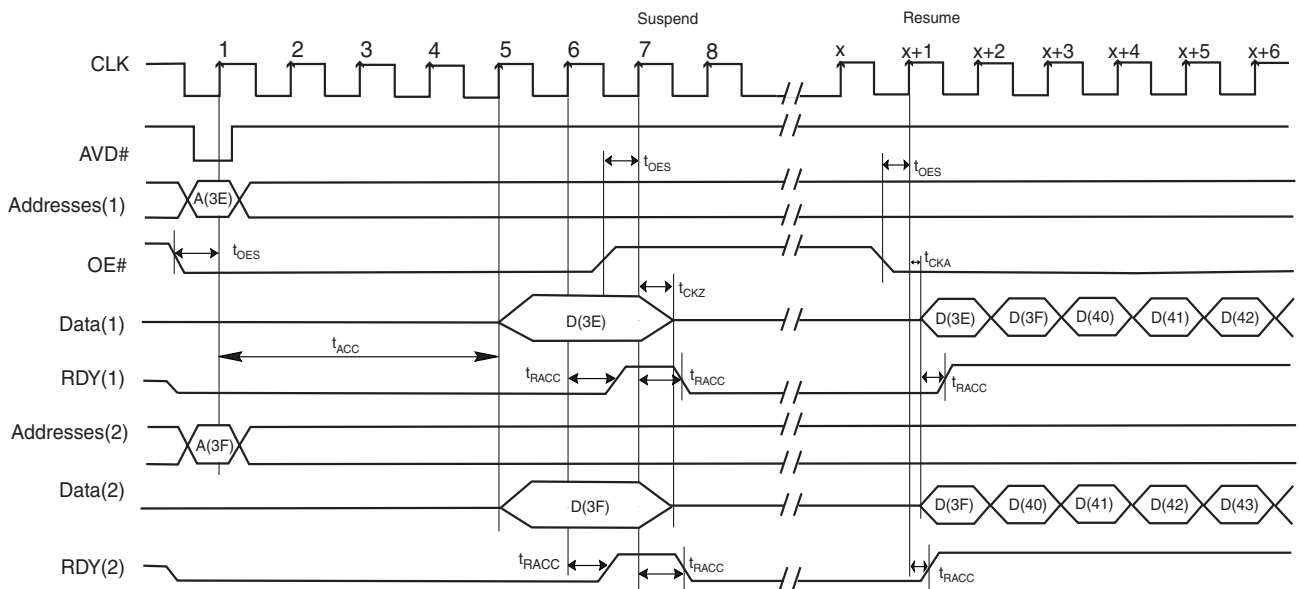 Suspend Resume
CLK 1 2 3 4 5 6 7 8 x x+1 x+2 x+3 x+4 x+5 x+6
AVD#
tOES tOES
Addresses(1) A(3E)
OE# tOES tCKA
tCKZ
Data(1) D(3E) D(3E) D(3F) D(40) D(41) D(42)
tACC
RDY(1) tRACC tRACC tRACC
Addresses(2) A(3F)
Data(2) D(3F) D(3F) D(40) D(41) D(42) D(43)
RDY(2) tRACC tRACC tRACC